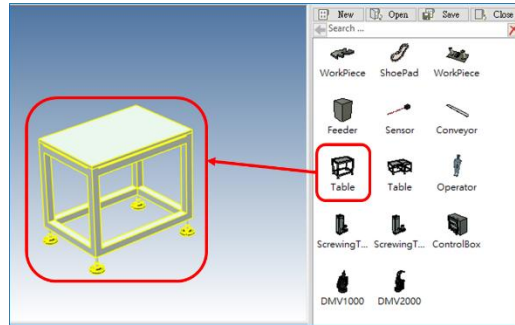 New Open Save Close
Search ...
WorkPiece ShoePad WorkPiece
Feeder Sensor Conveyor
Table Table Operator
ScrewingT... ScrewingT... ControlBox
DMV1000 DMV2000